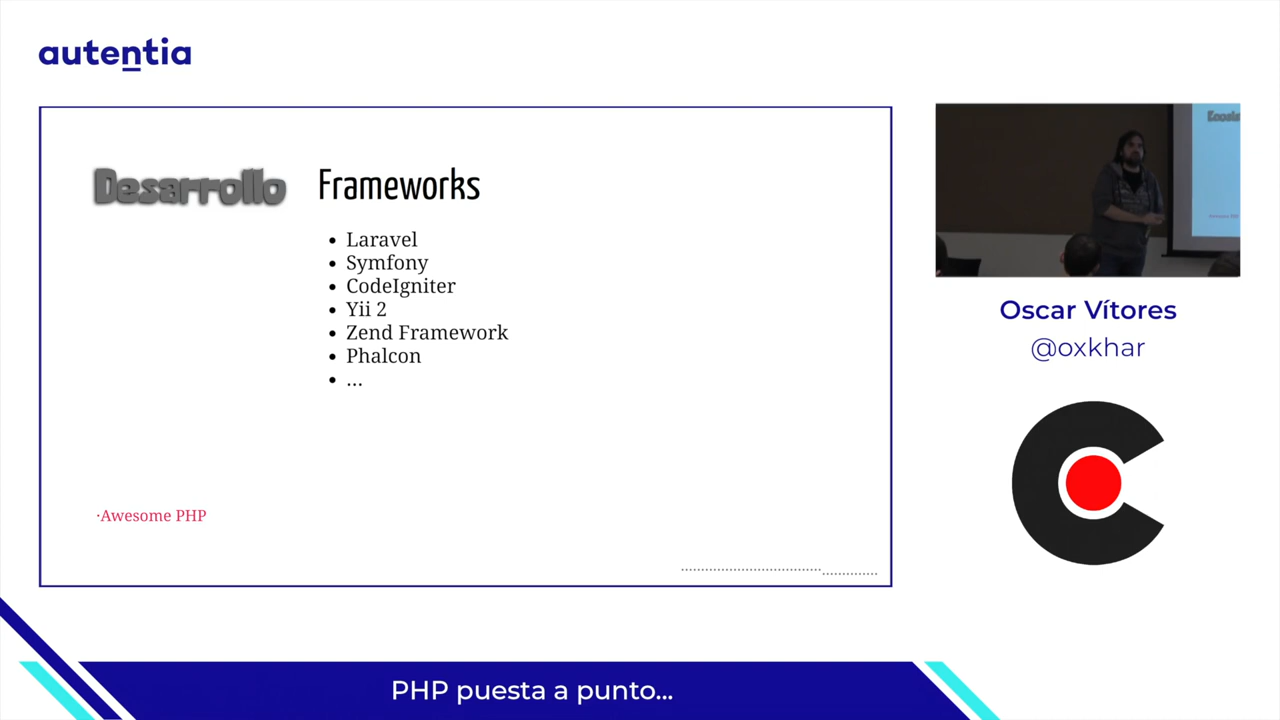 autentia
Desarrollo
Frameworks
• Laravel
• Symfony
• CodeIgniter
• Yii 2
• Zend Framework
• Phalcon
• ...
·Awesome PHP
Oscar Vítores
@oxkhar
PHP puesta a punto...